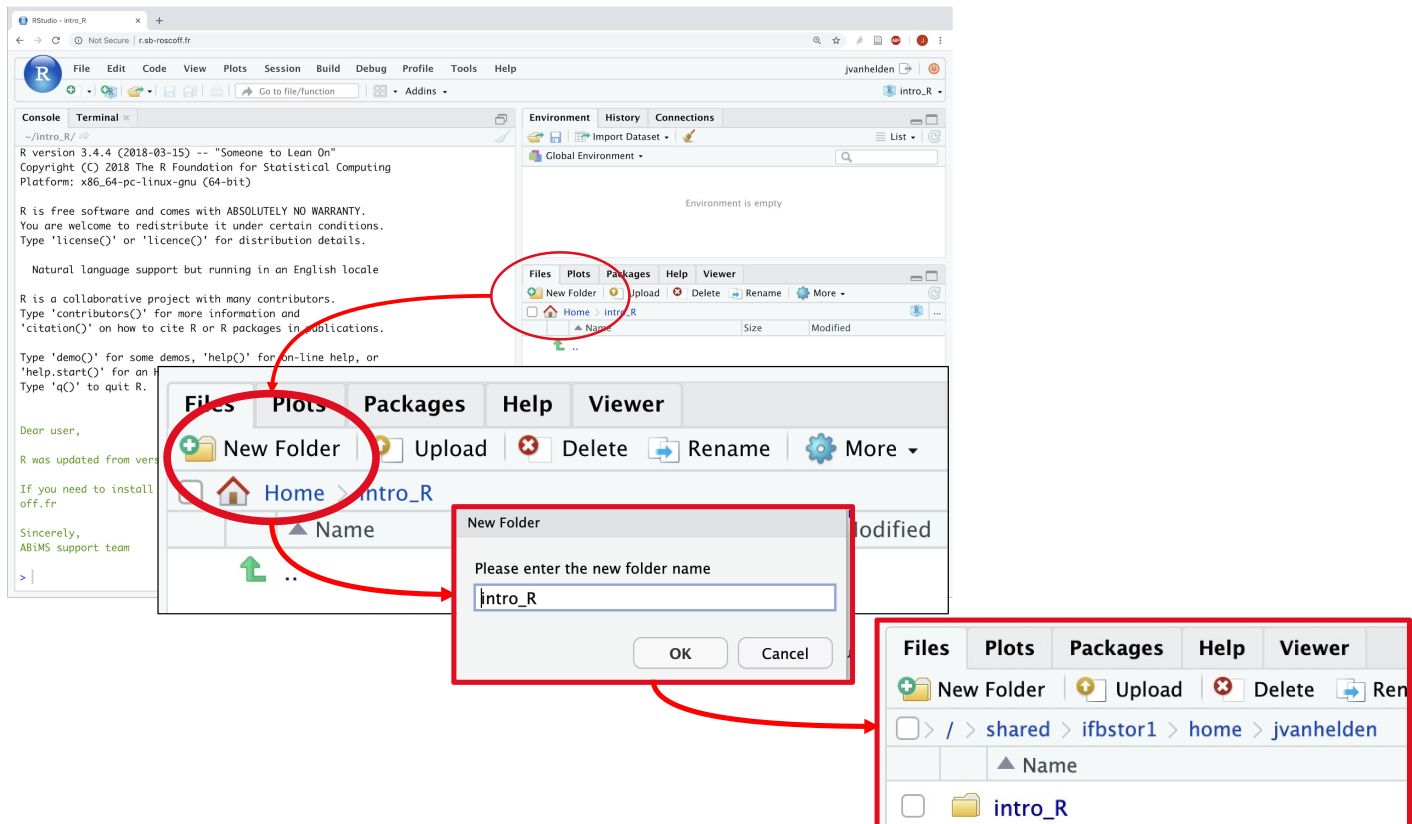 RStudio - intro_R × +
Not Secure | r.sb-roscoff.fr
R File Edit Code View Plots Session Build Debug Profile Tools Help jvanhelden
Go to file/function Addins intro_R
Console Terminal ×
~/intro_R/
R version 3.4.4 (2018-03-15) -- "Someone to Lean On"
Copyright (C) 2018 The R Foundation for Statistical Computing
Platform: x86_64-pc-linux-gnu (64-bit)
R is free software and comes with ABSOLUTELY NO WARRANTY.
You are welcome to redistribute it under certain conditions.
Type 'license()' or 'licence()' for distribution details.
Natural language support but running in an English locale
R is a collaborative project with many contributors.
Type 'contributors()' for more information and
'citation()' on how to cite R or R packages in publications.
Type 'demo()' for some demos, 'help()' for on-line help, or
'help.start()' for an
Type 'q()' to quit R.
Dear user,
R was updated from vers
If you need to install
off.fr
Sincerely,
ABiMS support team
>
Environment History Connections
Import Dataset List
Global Environment
Environment is empty
Files Plots Packages Help Viewer
New Folder Upload Delete Rename More
Home > intro_R ...
Name Size Modified
..
Files Plots Packages Help Viewer
New Folder Upload Delete Rename More
Home > intro_R
Name odified
..
New Folder
Please enter the new folder name
intro_R
OK Cancel
Files Plots Packages Help Viewer
New Folder Upload Delete Ren
> / > shared > ifbstor1 > home > jvanhelden
Name
intro_R